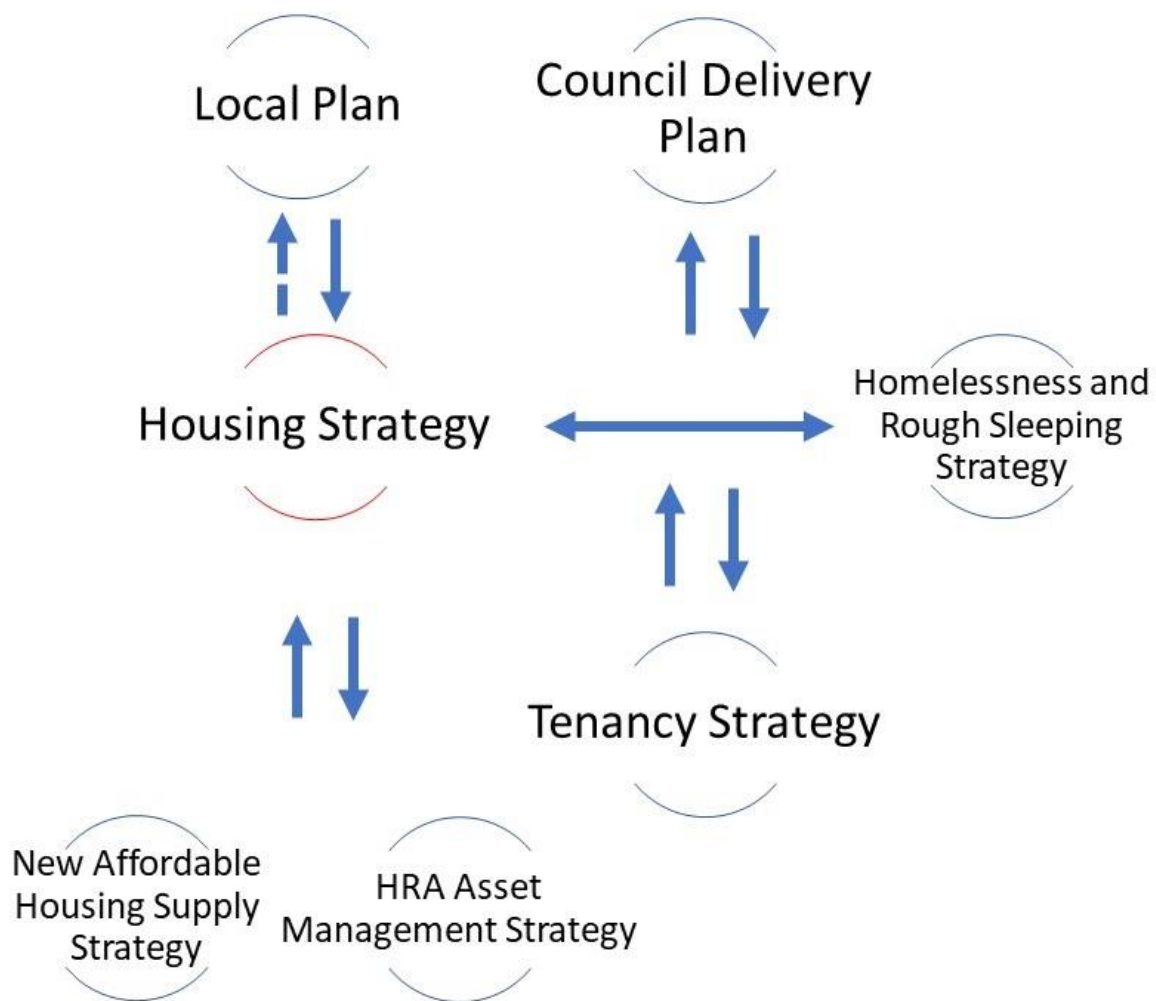 Local Plan
Council Delivery
Plan
Housing Strategy
Homelessness and
Rough Sleeping
Strategy
Tenancy Strategy
New Affordable
Housing Supply
Strategy
HRA Asset
Management Strategy